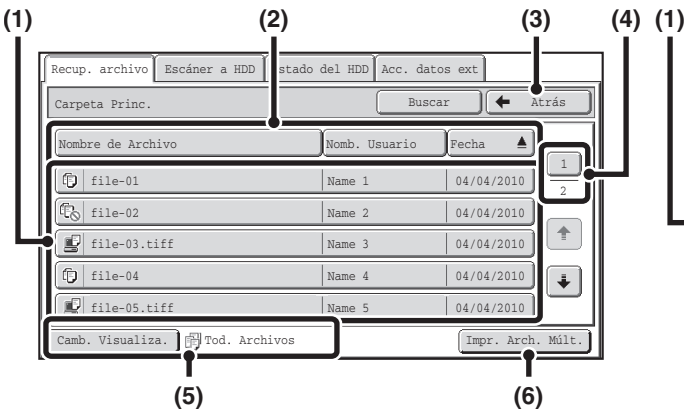 (1) (2) (3) (4) (1)
Recup. archivo Escáner a HDD Estado del HDD Acc. datos ext
Carpeta Princ. Buscar Atrás
Nombre de Archivo Nomb. Usuario Fecha
1
2
file-01 Name 1 04/04/2010
file-02 Name 2 04/04/2010
file-03.tiff Name 3 04/04/2010
file-04 Name 4 04/04/2010
file-05.tiff Name 5 04/04/2010
Camb. Visualiza. Tod. Archivos Impr. Arch. Múlt.
(5) (6)